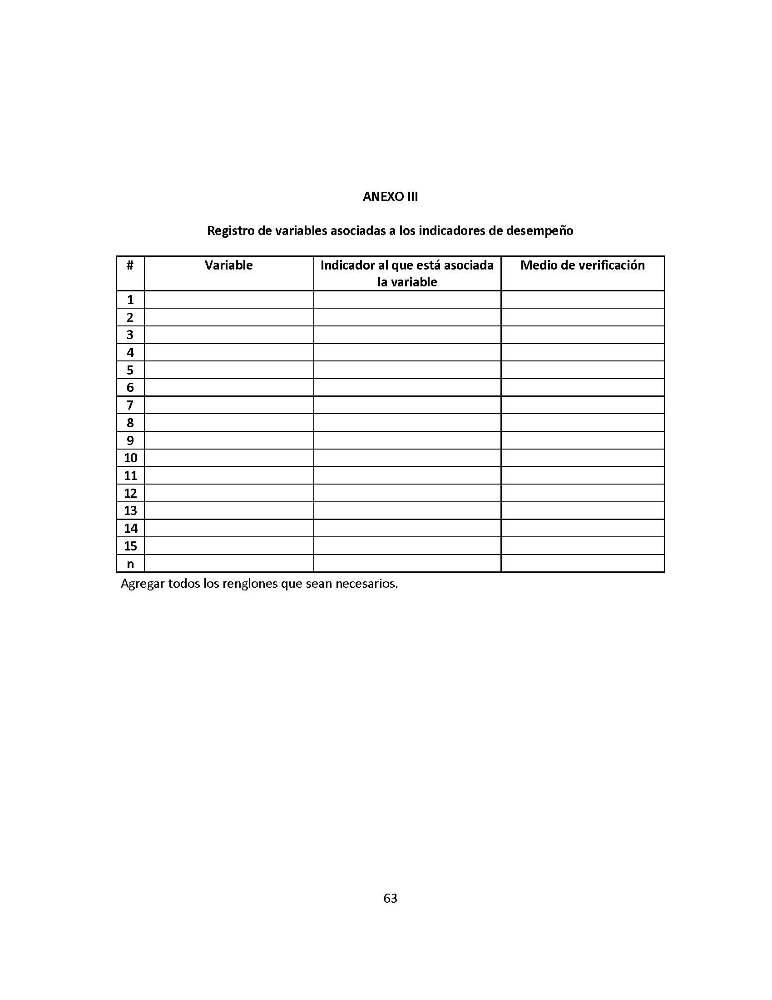 ANEXO III
Registro de variables asociadas a los indicadores de desempeño
# Variable Indicador al que está asociada Medio de verificación
la variable
1
2
3
4
5
6
7
8
9
10
11
12
13
14
15
n
Agregar todos los renglones que sean necesarios.
63